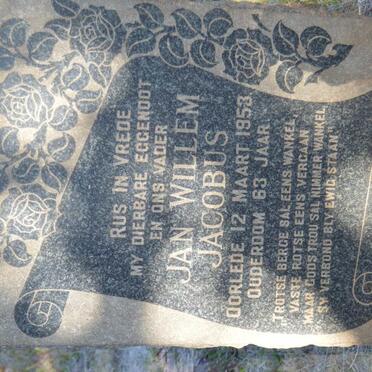 RUS IN VREDE
MY DIERBARE EGGENOOT
EN ONS VADER
JAN WILLEM
JACOBUS
OORLEDE 12 MAART 1953
OUDERDOM 63 JAAR
TROTSE BERGE SAL EENS WANKEL
VASTE ROTSE EENS VERGAAN
MAAR GOD'S TROU SAL NIMMER WANKEL
SY VERBOND BLY EWIG STAAN